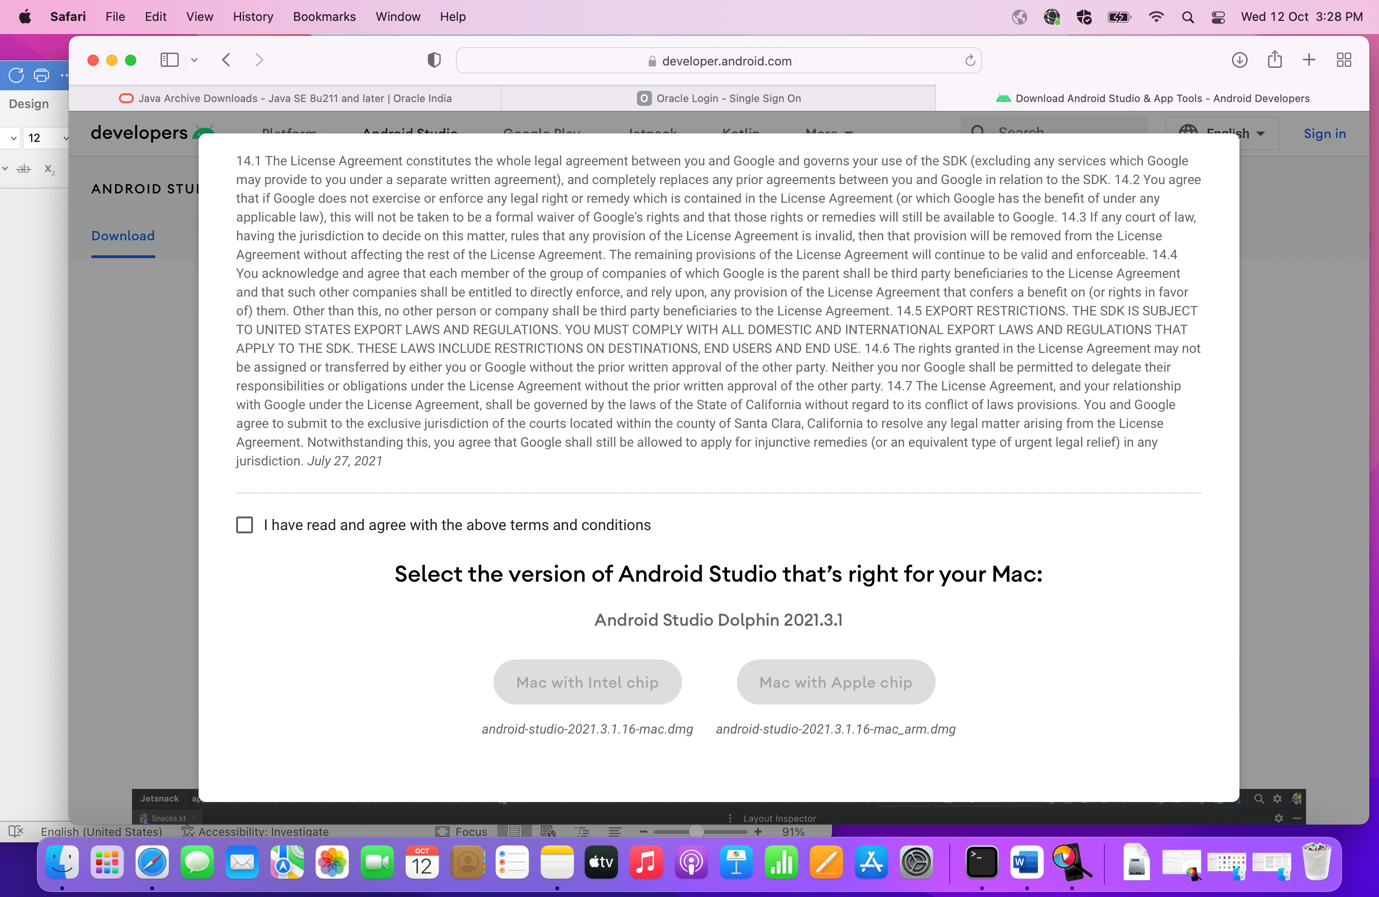 Safari File Edit View History Bookmarks Window Help Wed 12 Oct 3:28 PM
developer.android.com
Java Archive Downloads - Java SE 8u211 and later | Oracle India
Oracle Login - Single Sign On
Download Android Studio & App Tools - Android Developers
Design
12
developers Platform Android Studio Google Play Jetpack Kotlin More Search English Sign in
ANDROID STU
Download
14.1 The License Agreement constitutes the whole legal agreement between you and Google and governs your use of the SDK (excluding any services which Google
may provide to you under a separate written agreement), and completely replaces any prior agreements between you and Google in relation to the SDK. 14.2 You agree
that if Google does not exercise or enforce any legal right or remedy which is contained in the License Agreement (or which Google has the benefit of under any
applicable law), this will not be taken to be a formal waiver of Google's rights and that those rights or remedies will still be available to Google. 14.3 If any court of law,
having the jurisdiction to decide on this matter, rules that any provision of the License Agreement is invalid, then that provision will be removed from the License
Agreement without affecting the rest of the License Agreement. The remaining provisions of the License Agreement will continue to be valid and enforceable. 14.4
You acknowledge and agree that each member of the group of companies of which Google is the parent shall be third party beneficiaries to the License Agreement
and that such other companies shall be entitled to directly enforce, and rely upon, any provision of the License Agreement that confers a benefit on (or rights in favor
of) them. Other than this, no other person or company shall be third party beneficiaries to the License Agreement. 14.5 EXPORT RESTRICTIONS. THE SDK IS SUBJECT
TO UNITED STATES EXPORT LAWS AND REGULATIONS. YOU MUST COMPLY WITH ALL DOMESTIC AND INTERNATIONAL EXPORT LAWS AND REGULATIONS THAT
APPLY TO THE SDK. THESE LAWS INCLUDE RESTRICTIONS ON DESTINATIONS, END USERS AND END USE. 14.6 The rights granted in the License Agreement may not
be assigned or transferred by either you or Google without the prior written approval of the other party. Neither you nor Google shall be permitted to delegate their
responsibilities or obligations under the License Agreement without the prior written approval of the other party. 14.7 The License Agreement, and your relationship
with Google under the License Agreement, shall be governed by the laws of the State of California without regard to its conflict of laws provisions. You and Google
agree to submit to the exclusive jurisdiction of the courts located within the county of Santa Clara, California to resolve any legal matter arising from the License
Agreement. Notwithstanding this, you agree that Google shall still be allowed to apply for injunctive remedies (or an equivalent type of urgent legal relief) in any
jurisdiction. July 27, 2021
I have read and agree with the above terms and conditions
Select the version of Android Studio that's right for your Mac:
Android Studio Dolphin 2021.3.1
Mac with Intel chip Mac with Apple chip
android-studio-2021.3.1.16-mac.dmg android-studio-2021.3.1.16-mac_arm.dmg
Jetsnack
Snacks.kt Layout Inspector
English (United States) Accessibility: Investigate Focus 91%
OCT
12
tv